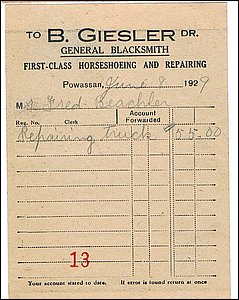 TO B. GIESLER DR.
GENERAL BLACKSMITH
FIRST-CLASS HORSESHOEING AND REPAIRING
Powassan, June 8 1929
M Fred Beachler
Reg. No. Clerk Account Forwarded
Repairing truck $55.00
13
Your account stated to date. If error is found return at once